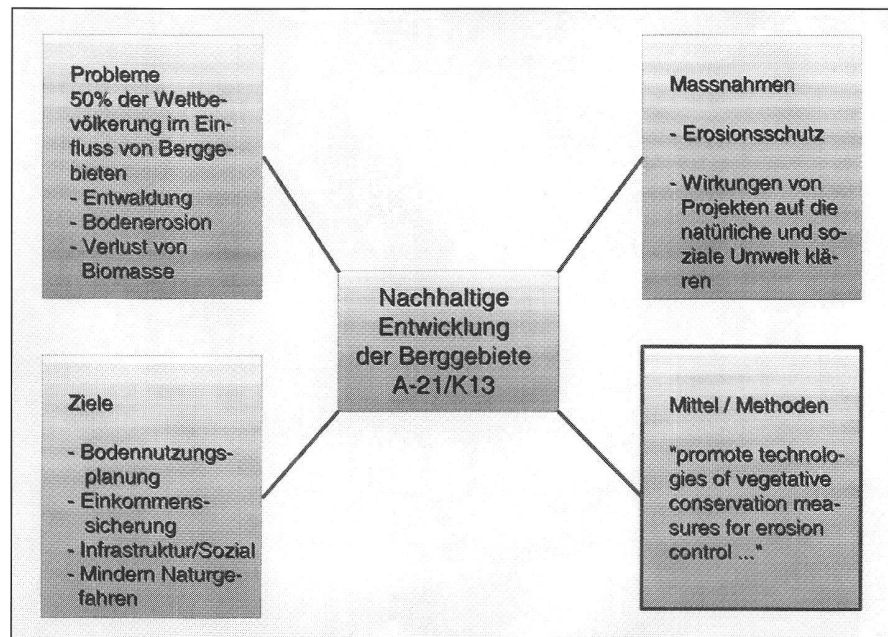 Probleme
50% der Weltbe-
völkerung im Ein-
fluss von Bergge-
bieten
- Entwaldung
- Bodenerosion
- Verlust von
Biomasse
Massnahmen
- Erosionsschutz
- Wirkungen von
Projekten auf die
natürliche und so-
ziale Umwelt klä-
ren
Nachhaltige
Entwicklung
der Berggebiete
A-21/K13
Ziele
- Bodennutzungs-
planung
- Einkommens-
sicherung
- Infrastruktur/Sozial
- Mindern Naturge-
fahren
Mittel / Methoden
"promote technolo-
gies of vegetative
conservation mea-
sures for erosion
control ..."